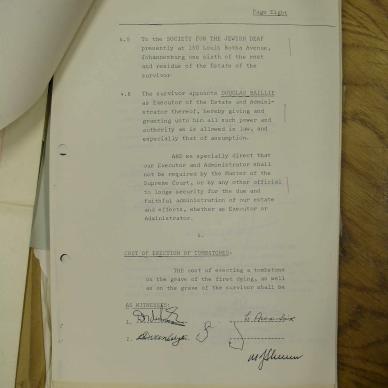 Page Eight
4.5 To the SOCIETY FOR THE JEWISH DEAF
presently at 160 Louis Botha Avenue,
Johannesburg one sixth of the rest
and residue of the Estate of the
survivor
4.6 The survivor appoints DOUGLAS BAILLIE
as Executor of the Estate and Admini-
strator thereof, hereby giving and
granting unto him all such power and
authority as is allowed in law, and
especially that of assumption.
AND we specially direct that
our Executor and Administrator shall
not be required by the Master of the
Supreme Court, or by any other official
to lodge security for the due and
faithful administration of our estate
and effects, whether as Executor or
Administrator.
COST OF ERECTION OF TOMBSTONES.
The cost of erecting a tombstone
on the grave of the first dying, as well
as on the grave of the survivor shall be
AS WITNESSES:
1.
2.